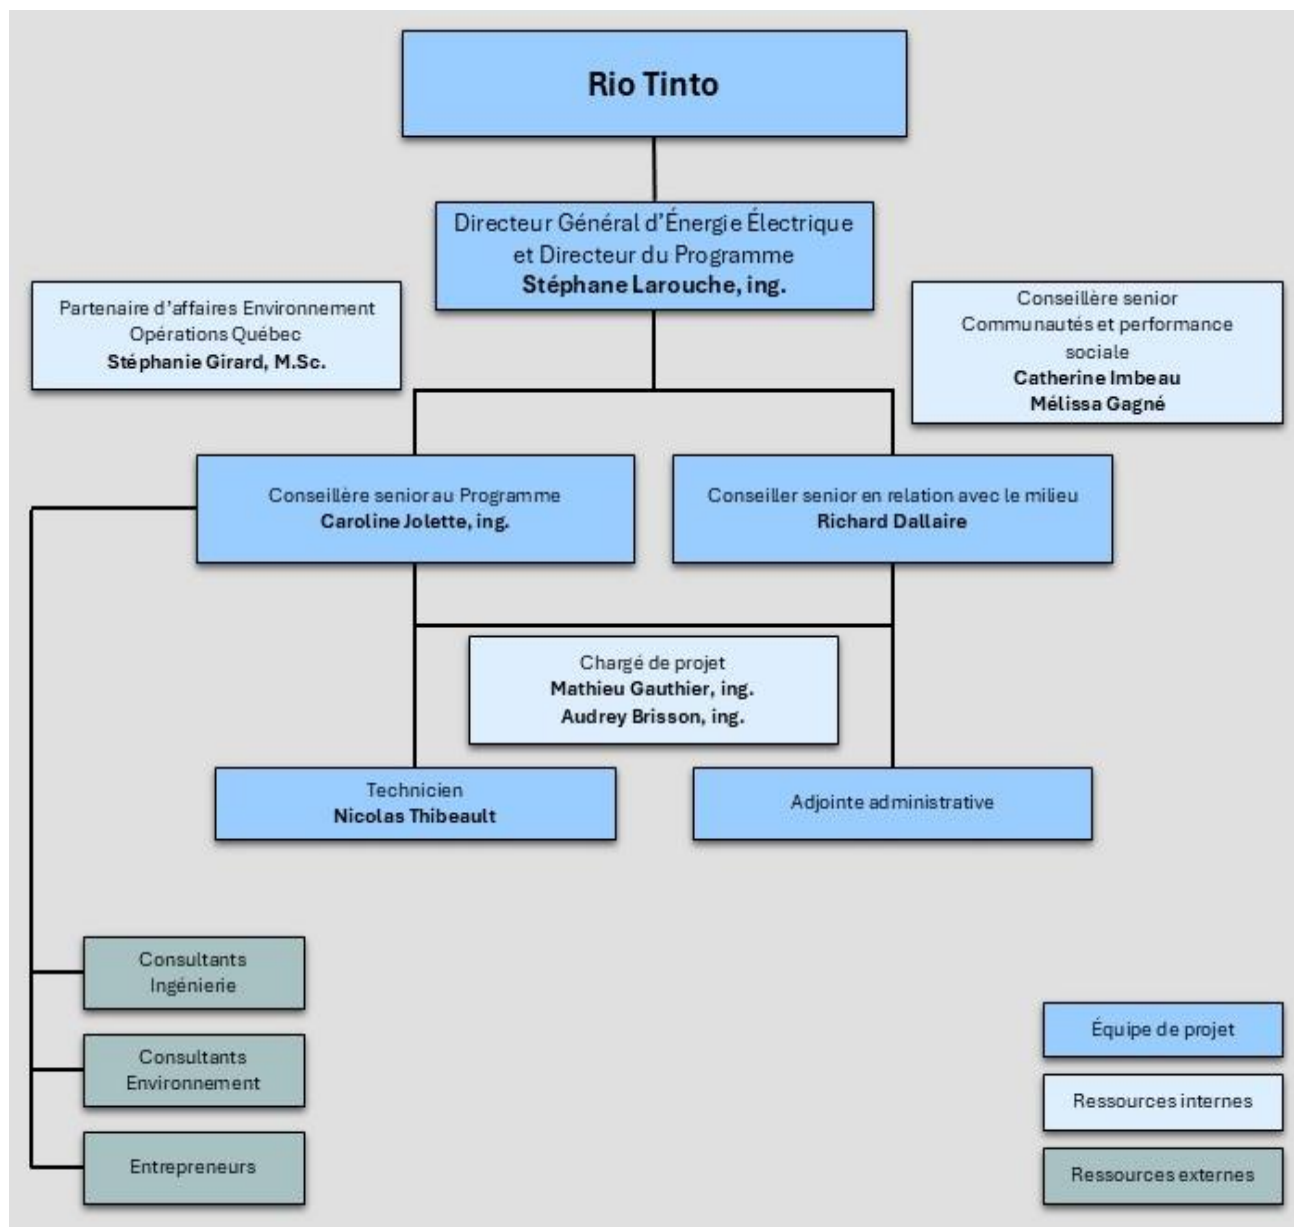 Rio Tinto
Directeur Général d'Énergie Électrique
et Directeur du Programme
Stéphane Larouche, ing.
Partenaire d'affaires Environnement
Opérations Québec
Stéphanie Girard, M.Sc.
Conseillère senior
Communautés et performance
sociale
Catherine Imbeau
Mélissa Gagné
Conseillère senior au Programme
Caroline Jolette, ing.
Conseiller senior en relation avec le milieu
Richard Dallaire
Chargé de projet
Mathieu Gauthier, ing.
Audrey Brisson, ing.
Technicien
Nicolas Thibeault
Adjointe administrative
Consultants
Ingénierie
Consultants
Environnement
Entrepreneurs
Équipe de projet
Ressources internes
Ressources externes